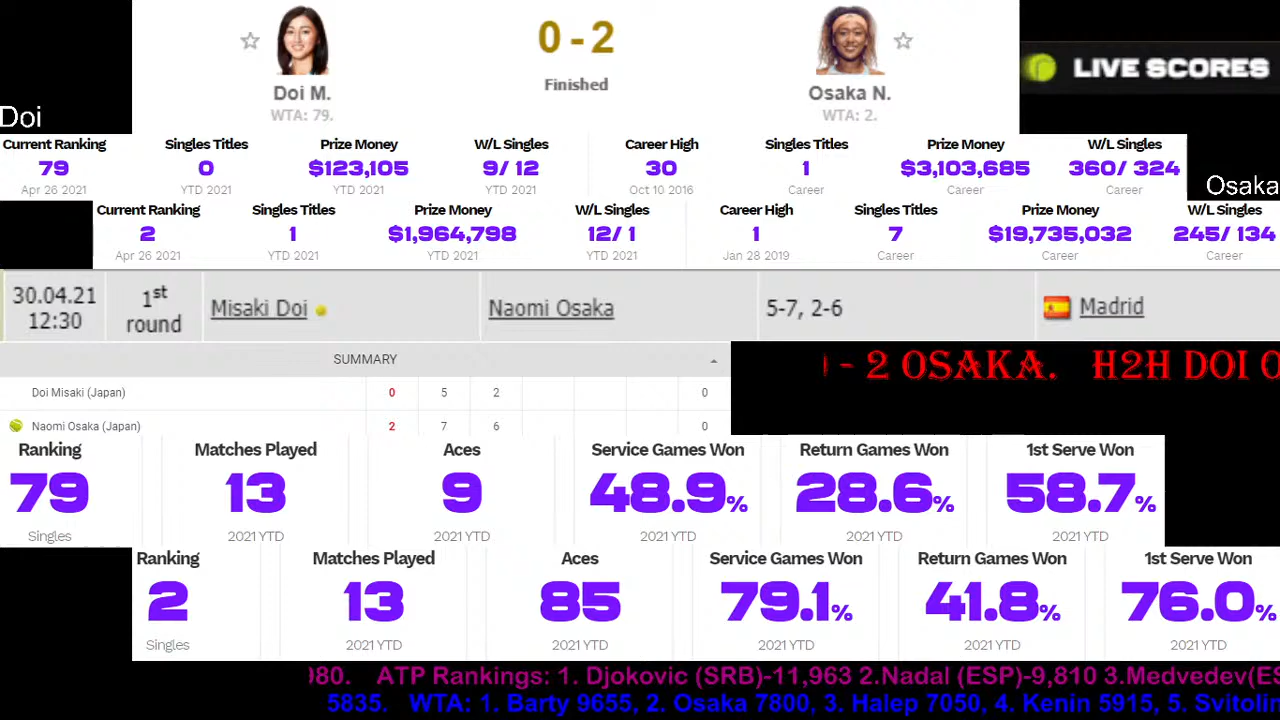 0 - 2
Finished
LIVE SCORES
Doi M.
Osaka N.
WTA: 79.
WTA: 2.
Doi
Current Ranking Singles Titles Prize Money W/L Singles Career High Singles Titles Prize Money W/L Singles
79 0 $123,105 9/ 12 30 1 $3,103,685 360/ 324
Apr 26 2021 YTD 2021 YTD 2021 YTD 2021 Oct 10 2016 Career Career Career
Osaka
Current Ranking Singles Titles Prize Money W/L Singles Career High Singles Titles Prize Money W/L Singles
2 1 $1,964,798 12/ 1 1 7 $19,735,032 245/ 134
Apr 26 2021 YTD 2021 YTD 2021 YTD 2021 Jan 28 2019 Career Career Career
30.04.21 12:30 1st round Misaki Doi Naomi Osaka 5-7, 2-6 Madrid
SUMMARY
- 2 OSAKA. H2H DOI O
Doi Misaki (Japan) 0 5 2 0
Naomi Osaka (Japan) 2 7 6 0
Ranking Matches Played Aces Service Games Won Return Games Won 1st Serve Won
79 13 9 48.9% 28.6% 58.7%
Singles 2021 YTD 2021 YTD 2021 YTD 2021 YTD 2021 YTD
Ranking Matches Played Aces Service Games Won Return Games Won 1st Serve Won
2 13 85 79.1% 41.8% 76.0%
Singles 2021 YTD 2021 YTD 2021 YTD 2021 YTD 2021 YTD
80. ATP Rankings: 1. Djokovic (SRB)-11,963 2.Nadal (ESP)-9,810 3.Medvedev(ES
5835. WTA: 1. Barty 9655, 2. Osaka 7800, 3. Halep 7050, 4. Kenin 5915, 5. Svitolin